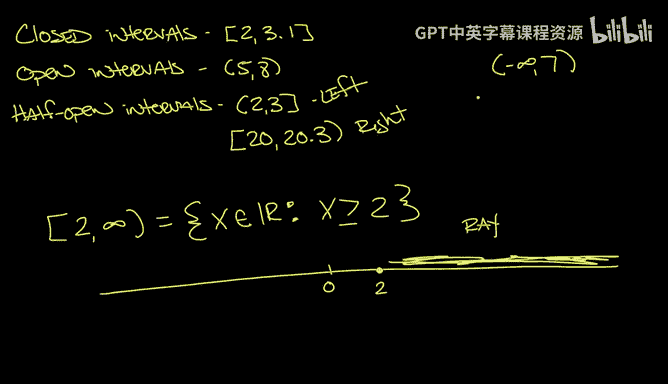 CLOSED INTERVALS - [2, 3.1]
GPT中英字幕课程资源 bilibili
OPEN INTERVALS - (5,8)
(-∞,7)
HALF-OPEN INTERVALS - (2,3] - LEFT
[20, 20.3) RIGHT
[2,∞) = {X∈ℝ: X≥2}
RAY
0 2